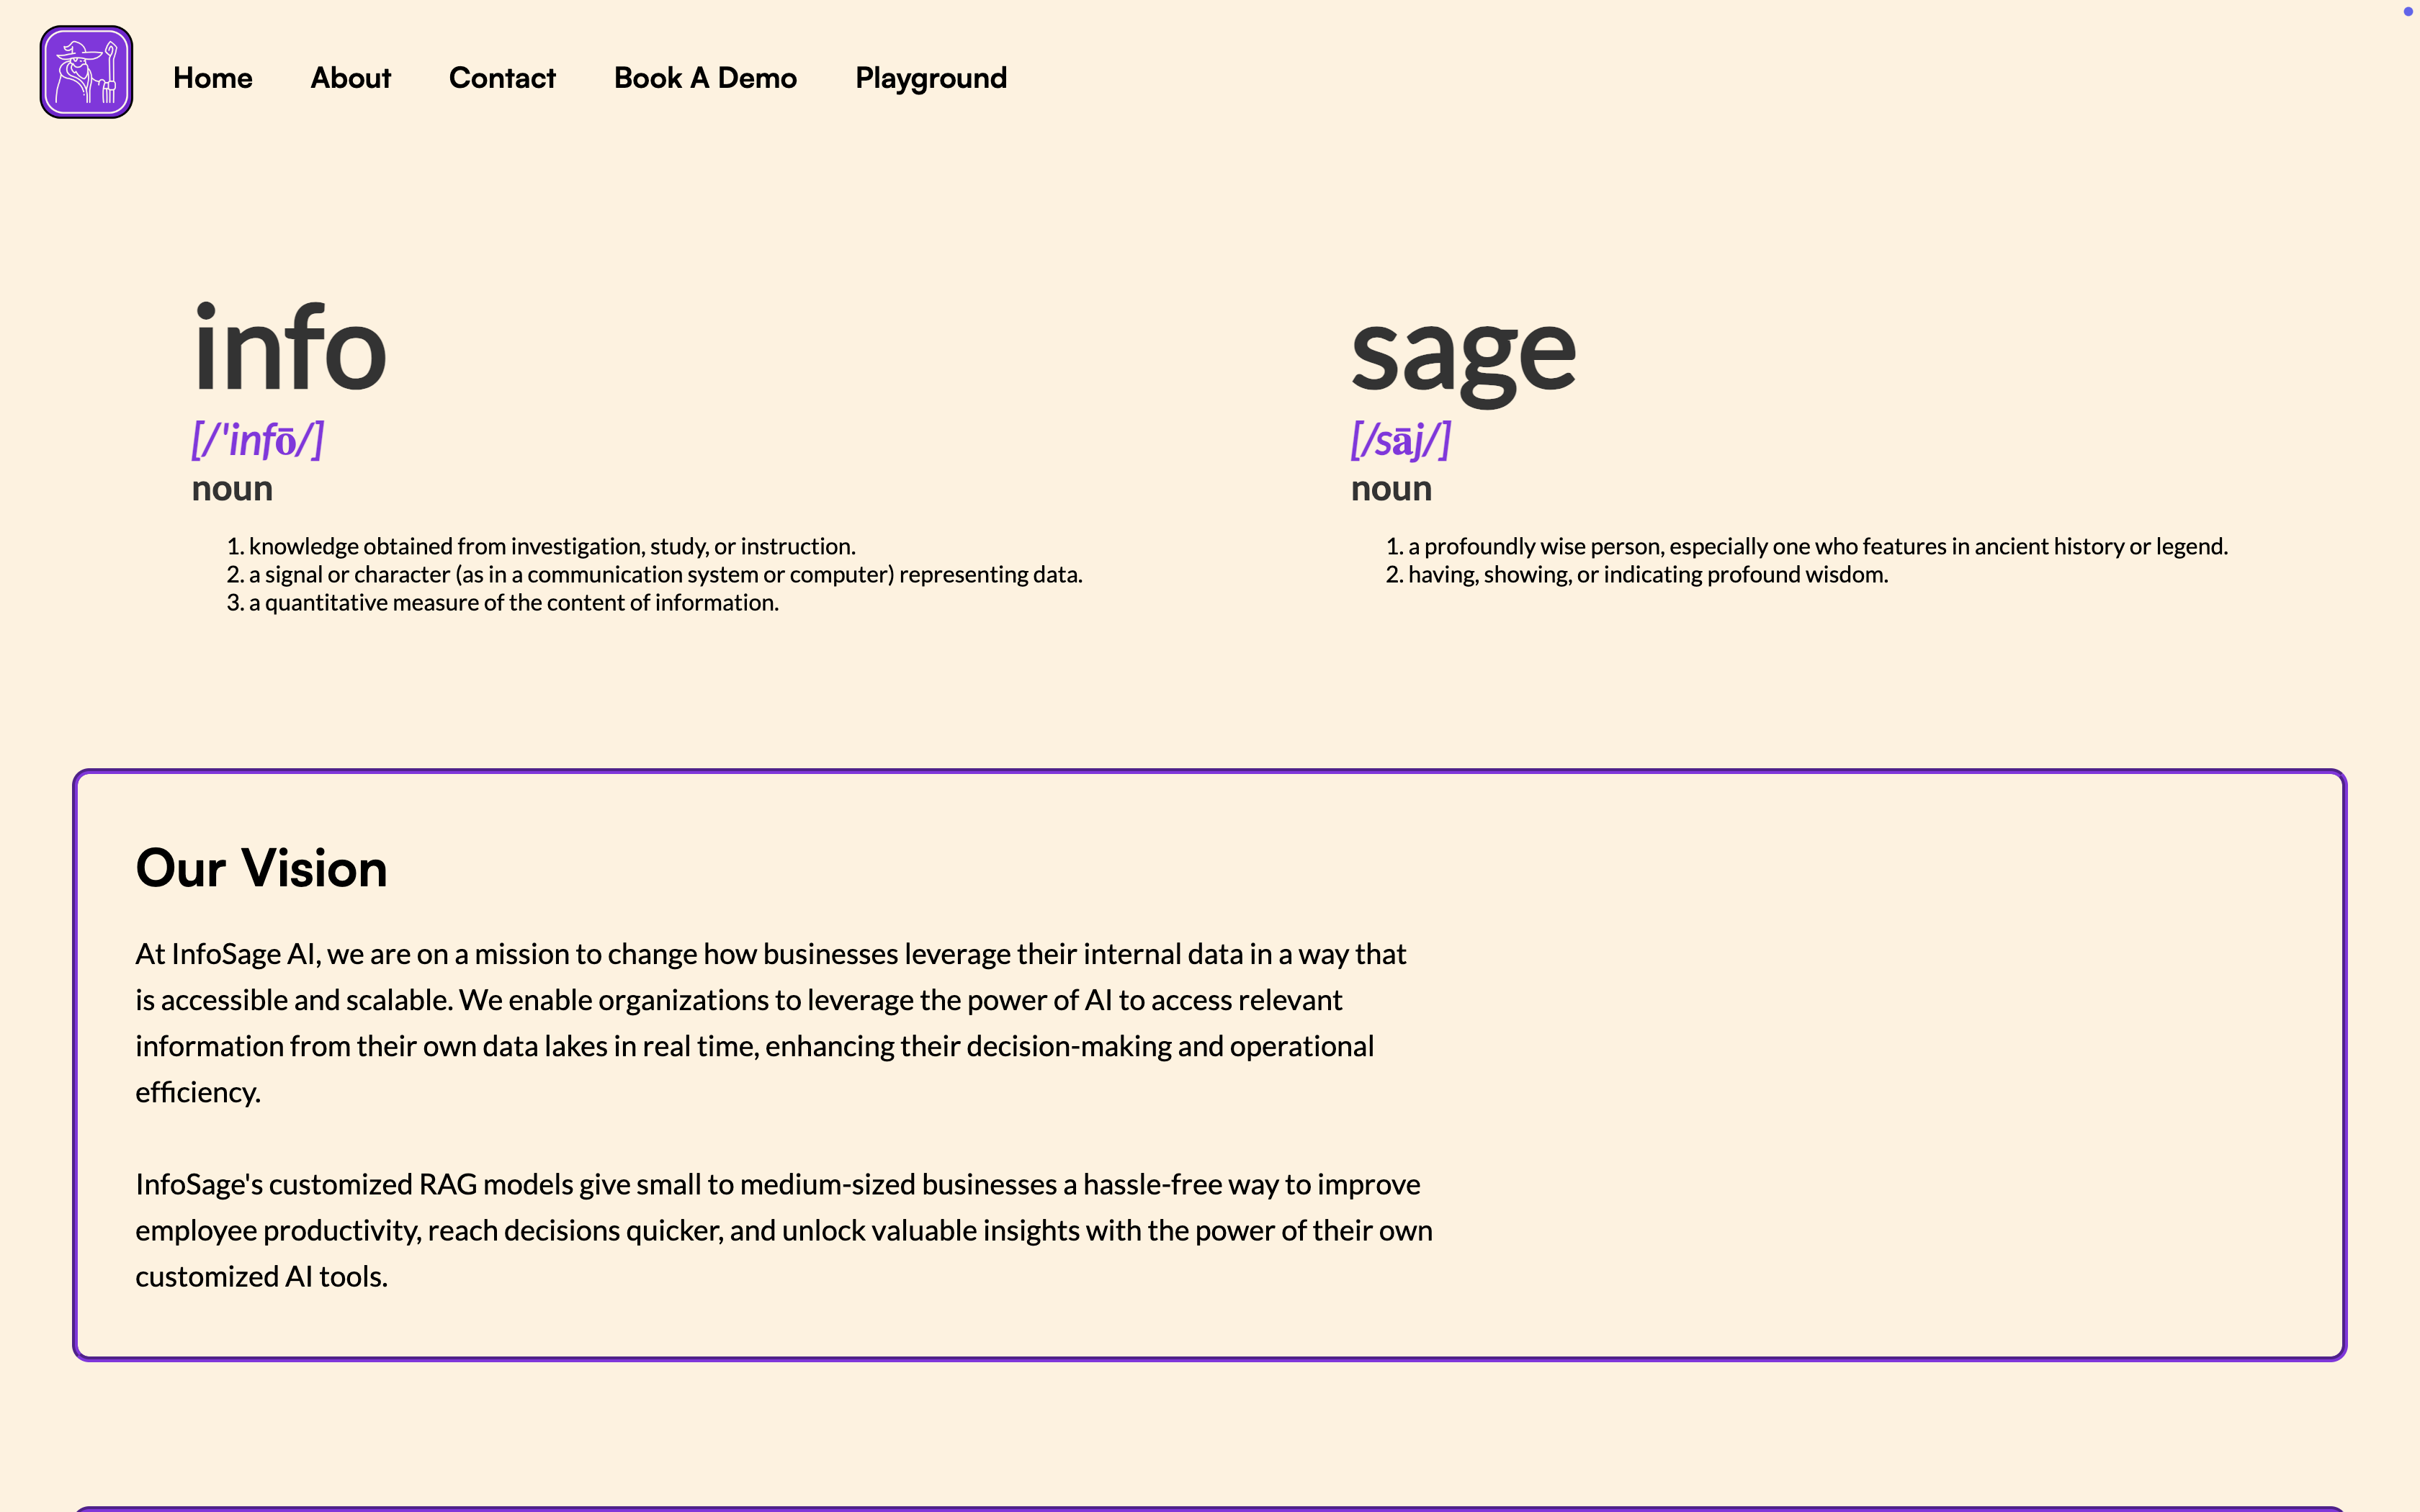 Home About Contact Book A Demo Playground
info
[/'infō/]
noun
1. knowledge obtained from investigation, study, or instruction.
2. a signal or character (as in a communication system or computer) representing data.
3. a quantitative measure of the content of information.
sage
[/sāj/]
noun
1. a profoundly wise person, especially one who features in ancient history or legend.
2. having, showing, or indicating profound wisdom.
Our Vision
At InfoSage AI, we are on a mission to change how businesses leverage their internal data in a way that
is accessible and scalable. We enable organizations to leverage the power of AI to access relevant
information from their own data lakes in real time, enhancing their decision-making and operational
efficiency.
InfoSage's customized RAG models give small to medium-sized businesses a hassle-free way to improve
employee productivity, reach decisions quicker, and unlock valuable insights with the power of their own
customized AI tools.